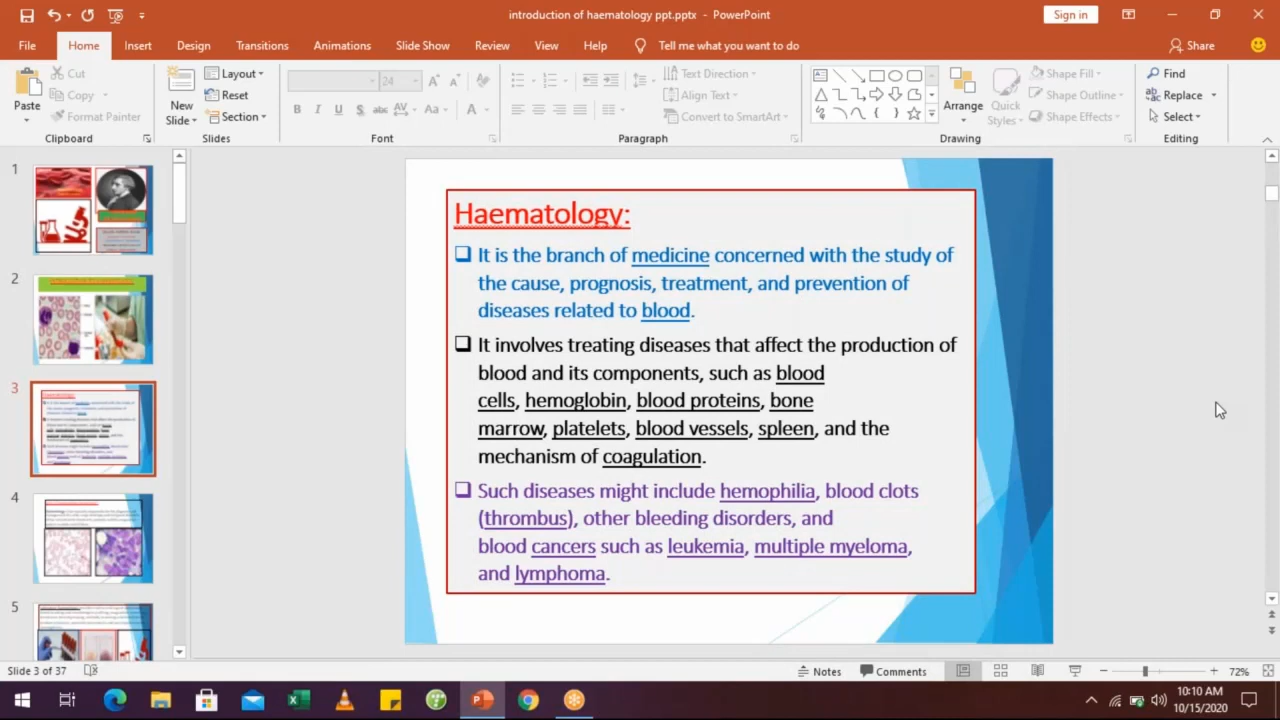 introduction of haematology ppt.pptx - PowerPoint
Sign in
File Home Insert Design Transitions Animations Slide Show Review View Help Tell me what you want to do Share
Paste
Cut
Copy
Format Painter
Clipboard
New Slide
Layout
Reset
Section
Slides
24
Font
Text Direction
Align Text
Convert to SmartArt
Paragraph
Arrange
Quick Styles
Shape Fill
Shape Outline
Shape Effects
Drawing
Find
Replace
Select
Editing
1
2
3
4
5
Haematology:
It is the branch of medicine concerned with the study of
the cause, prognosis, treatment, and prevention of
diseases related to blood.
It involves treating diseases that affect the production of
blood and its components, such as blood
cells, hemoglobin, blood proteins, bone
marrow, platelets, blood vessels, spleen, and the
mechanism of coagulation.
Such diseases might include hemophilia, blood clots
(thrombus), other bleeding disorders, and
blood cancers such as leukemia, multiple myeloma,
and lymphoma.
Slide 3 of 37
Notes
Comments
72%
10:10 AM
10/15/2020